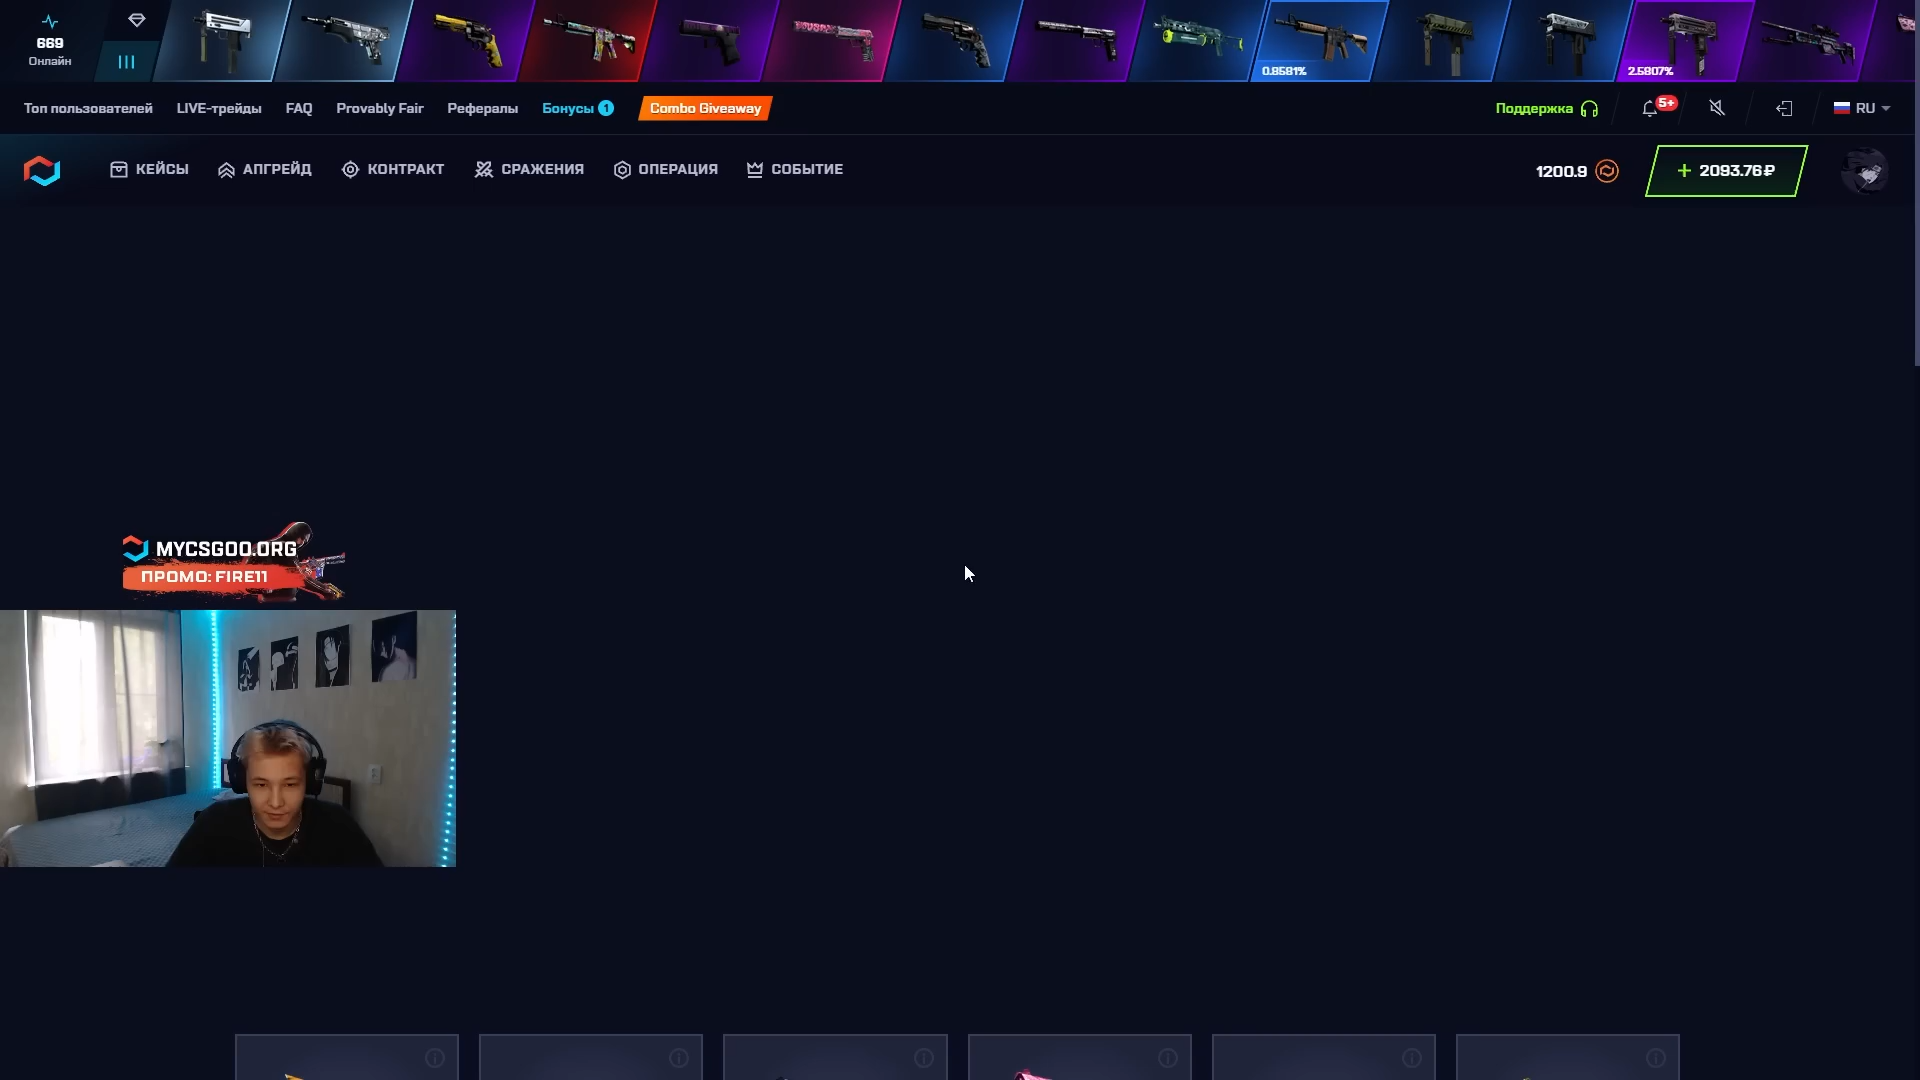 669
Онлайн
0.8581%
2.5807%
Топ пользователей
LIVE-трейды
FAQ
Provably Fair
Рефералы
Бонусы 1
Combo Giveaway
Поддержка
5+
RU
КЕЙСЫ
АПГРЕЙД
КОНТРАКТ
СРАЖЕНИЯ
ОПЕРАЦИЯ
СОБЫТИЕ
1200.9
+ 2093.76₽
MYCSGOO.ORG
ПРОМО: FIRE11